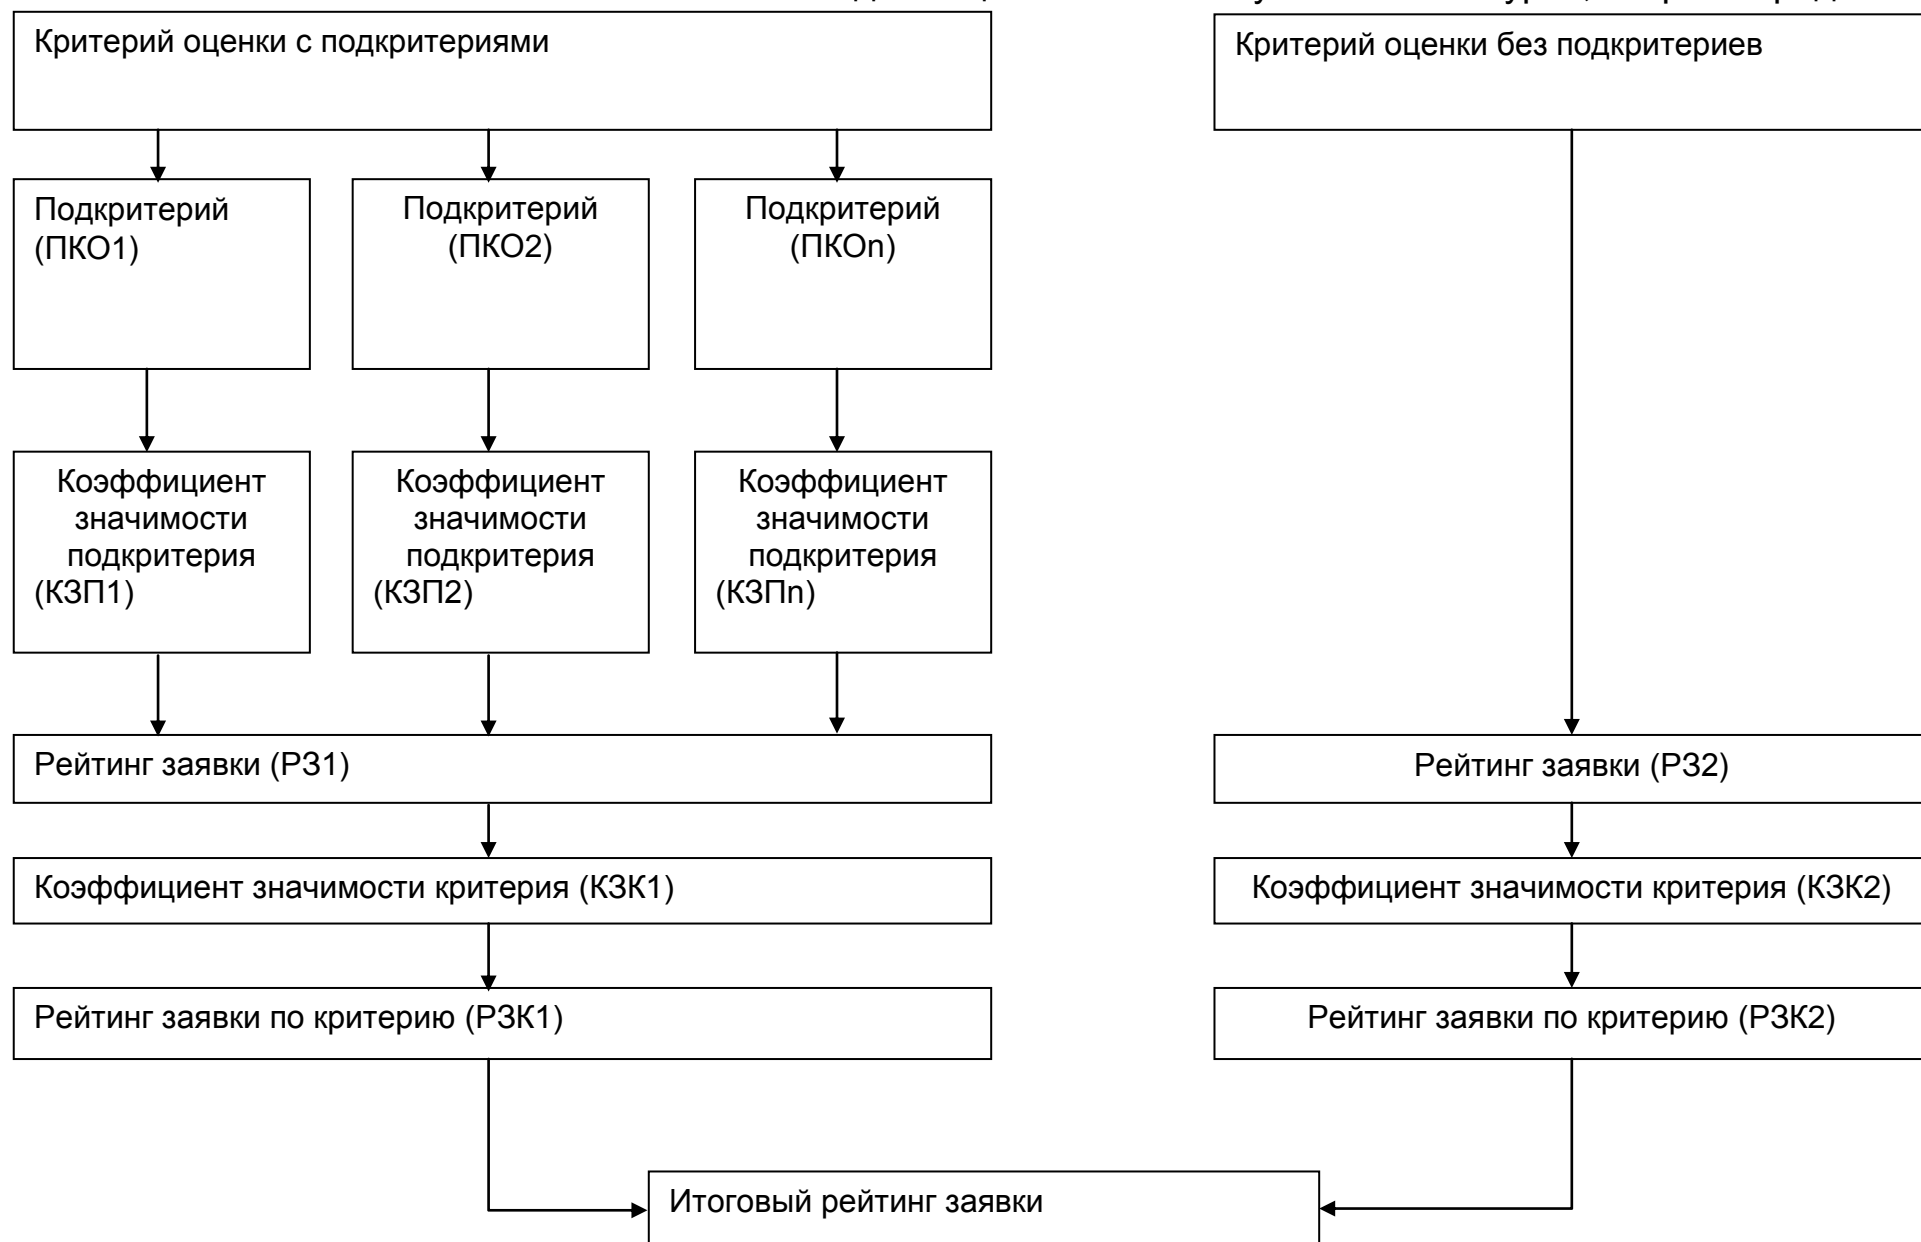 Критерий оценки с подкритериями
Критерий оценки без подкритериев
Подкритерий
(ПКО1)
Подкритерий
(ПКО2)
Подкритерий
(ПКОn)
Коэффициент
значимости
подкритерия
(КЗП1)
Коэффициент
значимости
подкритерия
(КЗП2)
Коэффициент
значимости
подкритерия
(КЗПn)
Рейтинг заявки (РЗ1)
Рейтинг заявки (РЗ2)
Коэффициент значимости критерия (КЗК1)
Коэффициент значимости критерия (КЗК2)
Рейтинг заявки по критерию (РЗК1)
Рейтинг заявки по критерию (РЗК2)
Итоговый рейтинг заявки